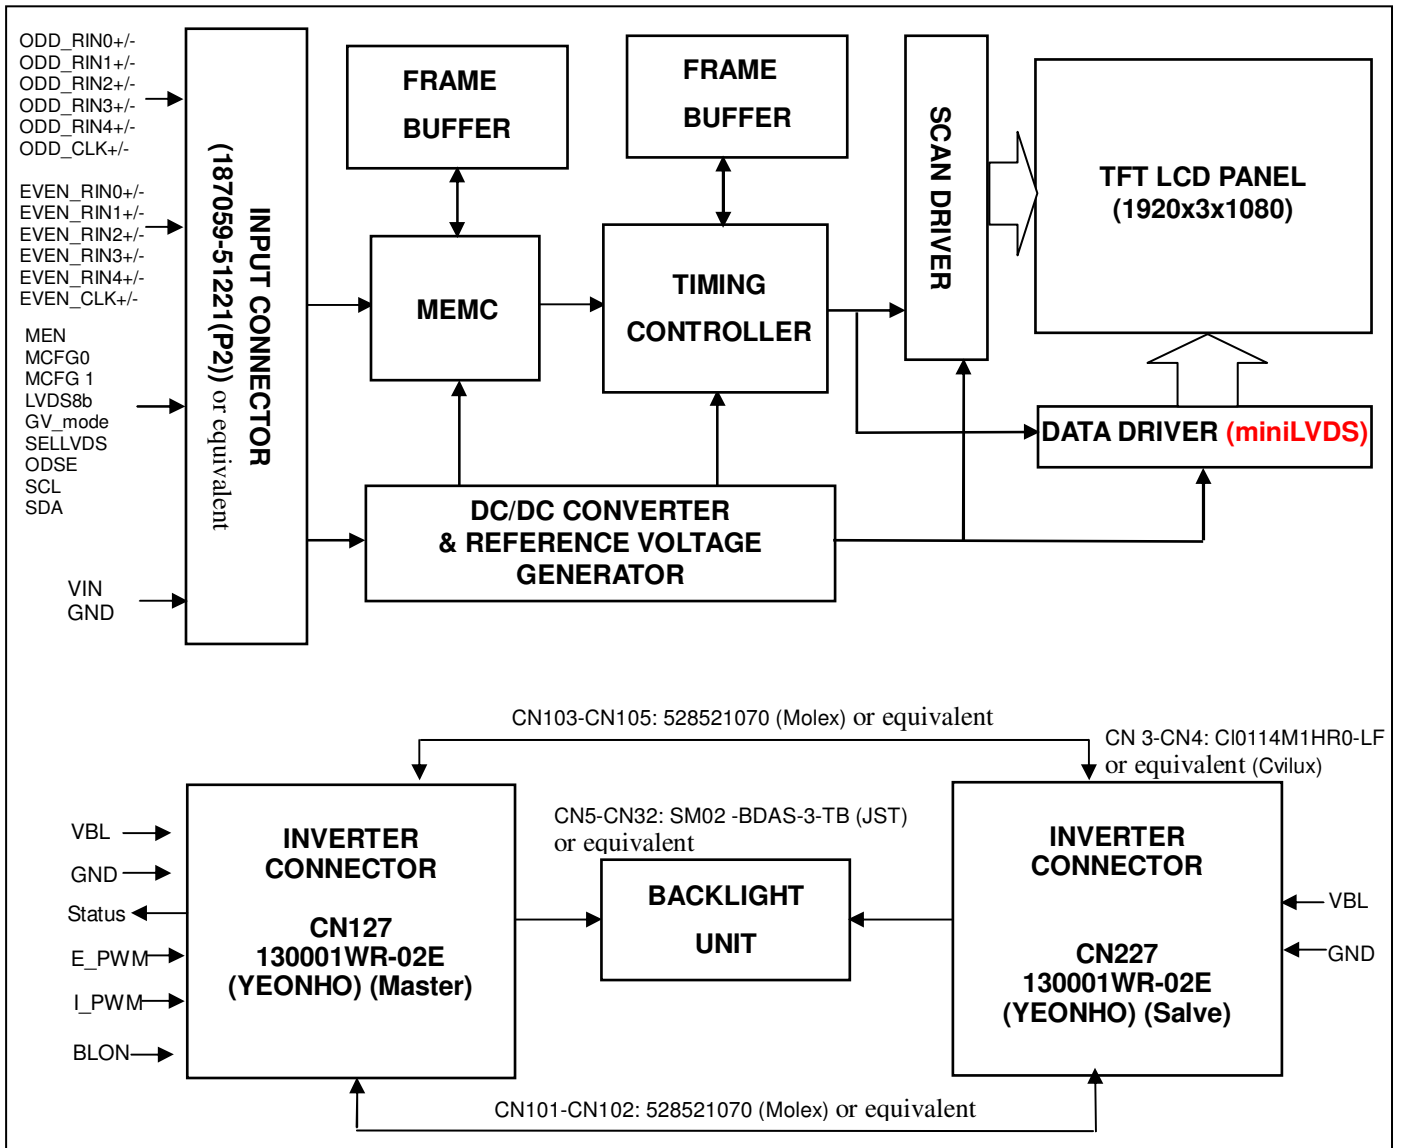 ODD_RIN0+/-
ODD_RIN1+/-
ODD_RIN2+/-
ODD_RIN3+/-
ODD_RIN4+/-
ODD_CLK+/-
EVEN_RIN0+/-
EVEN_RIN1+/-
EVEN_RIN2+/-
EVEN_RIN3+/-
EVEN_RIN4+/-
EVEN_CLK+/-
MEN
MCFG0
MCFG 1
LVDS8b
GV_mode
SELLVDS
ODSE
SCL
SDA
VIN
GND
INPUT CONNECTOR
(187059-51221(P2)) or equivalent
FRAME
BUFFER
FRAME
BUFFER
MEMC
TIMING
CONTROLLER
SCAN DRIVER
TFT LCD PANEL
(1920x3x1080)
DATA DRIVER (miniLVDS)
DC/DC CONVERTER
& REFERENCE VOLTAGE
GENERATOR
CN103-CN105: 528521070 (Molex) or equivalent
CN 3-CN4: CI0114M1HR0-LF
or equivalent (Cvilux)
VBL
GND
Status
E_PWM
I_PWM
BLON
INVERTER
CONNECTOR
CN127
130001WR-02E
(YEONHO) (Master)
CN5-CN32: SM02 -BDAS-3-TB (JST)
or equivalent
BACKLIGHT
UNIT
INVERTER
CONNECTOR
CN227
130001WR-02E
(YEONHO) (Salve)
VBL
GND
CN101-CN102: 528521070 (Molex) or equivalent